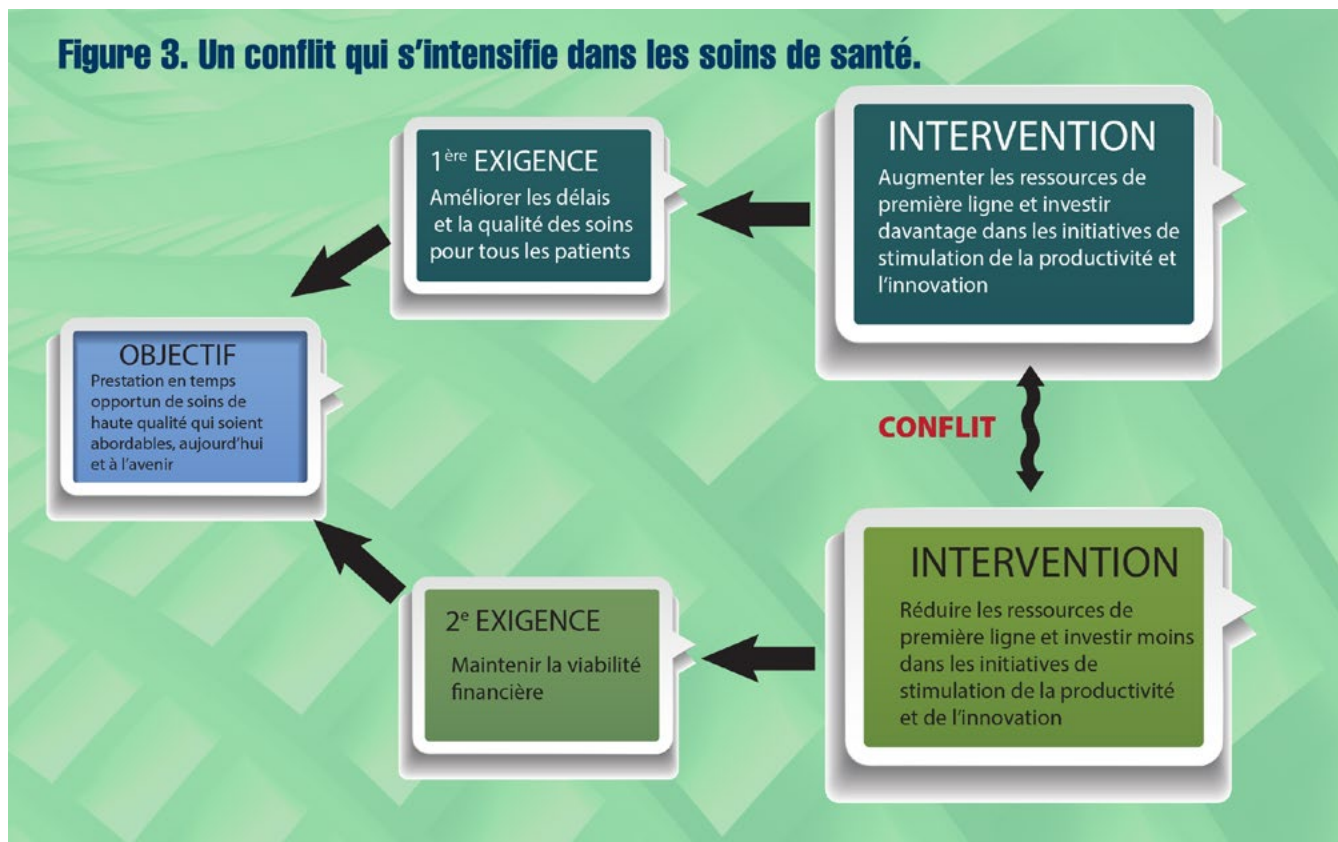 Figure 3. Un conflit qui s’intensifie dans les soins de santé.
1ère EXIGENCE
Améliorer les délais
et la qualité des soins
pour tous les patients
INTERVENTION
Augmenter les ressources de
première ligne et investir
davantage dans les initiatives de
stimulation de la productivité et
l’innovation
OBJECTIF
Prestation en temps
opportun de soins de
haute qualité qui soient
abordables, aujourd’hui
et à l’avenir
CONFLIT
2e EXIGENCE
Maintenir la viabilité
financière
INTERVENTION
Réduire les ressources de
première ligne et investir moins
dans les initiatives de
stimulation de la productivité
et de l’innovation